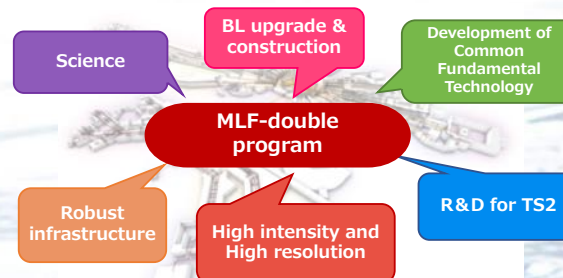 BL upgrade &
construction
Development of
Common
Fundamental
Technology
Science
MLF-double
program
Robust
infrastructure
High intensity and
High resolution
R&D for TS2